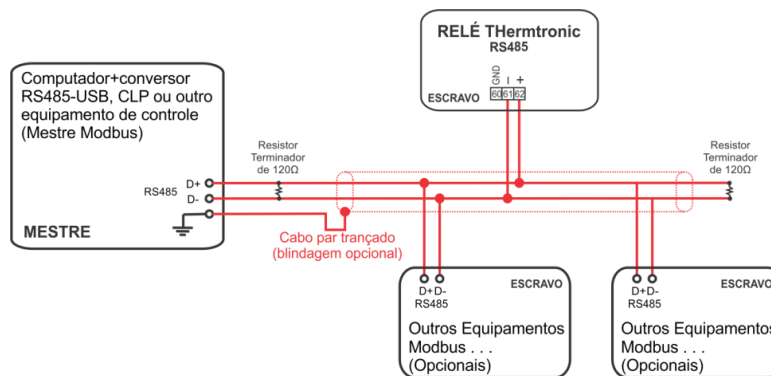 RELÉ THermtronic
RS485
GND
– +
60 61 62
ESCRAVO
Computador+conversor
RS485-USB, CLP ou outro
equipamento de controle
(Mestre Modbus)
D+
RS485
D-
MESTRE
Resistor
Terminador
de 120Ω
Resistor
Terminador
de 120Ω
Cabo par trançado
(blindagem opcional)
D+ D-
RS485
ESCRAVO
Outros Equipamentos
Modbus . . .
(Opcionais)
D+ D-
RS485
ESCRAVO
Outros Equipamentos
Modbus . . .
(Opcionais)